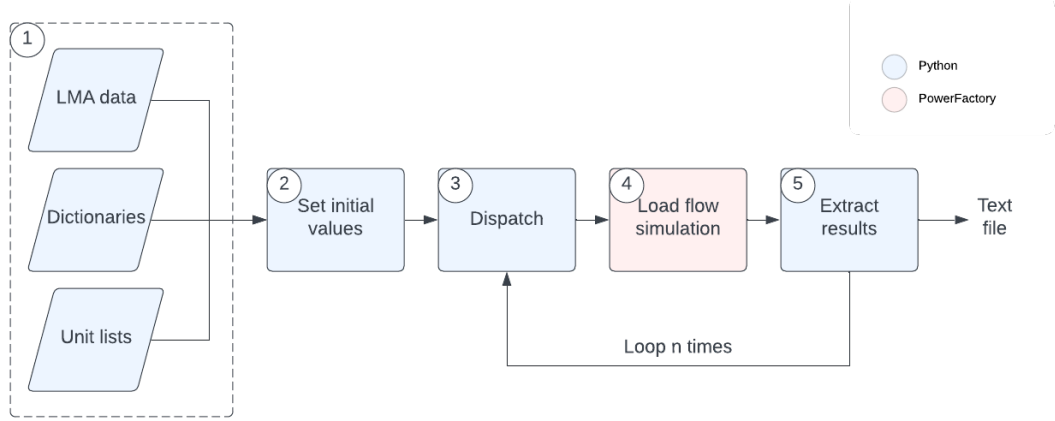 1
LMA data
Dictionaries
Unit lists
2
Set initial
values
3
Dispatch
4
Load flow
simulation
5
Extract
results
Text
file
Loop n times
Python
PowerFactory